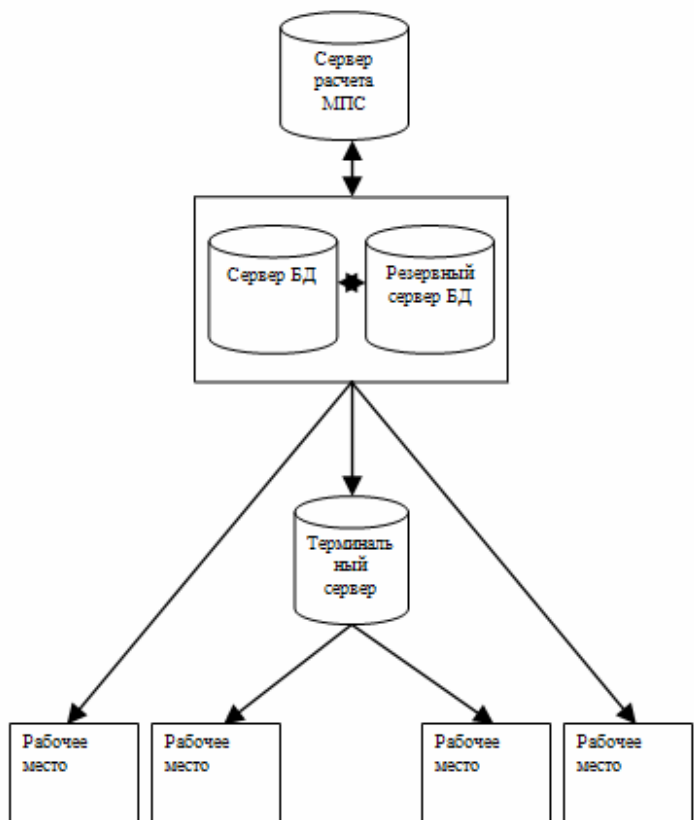 Сервер
расчета
МПС
Сервер БД
Резервный
сервер БД
Терминаль
ный
сервер
Рабочее
место
Рабочее
место
Рабочее
место
Рабочее
место